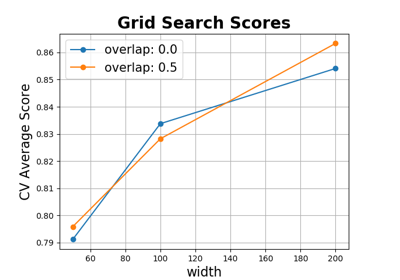 Grid Search Scores
overlap: 0.0
overlap: 0.5
CV Average Score
0.86
0.85
0.84
0.83
0.82
0.81
0.80
0.79
60 80 100 120 140 160 180 200
width